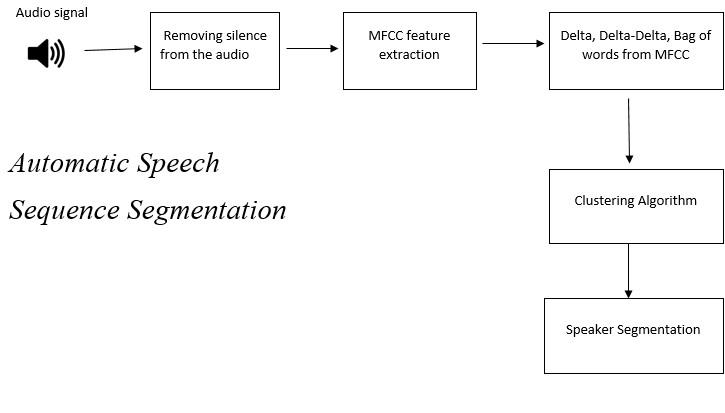 Audio signal
Removing silence
from the audio
MFCC feature
extraction
Delta, Delta-Delta, Bag of
words from MFCC
Automatic Speech
Sequence Segmentation
Clustering Algorithm
Speaker Segmentation